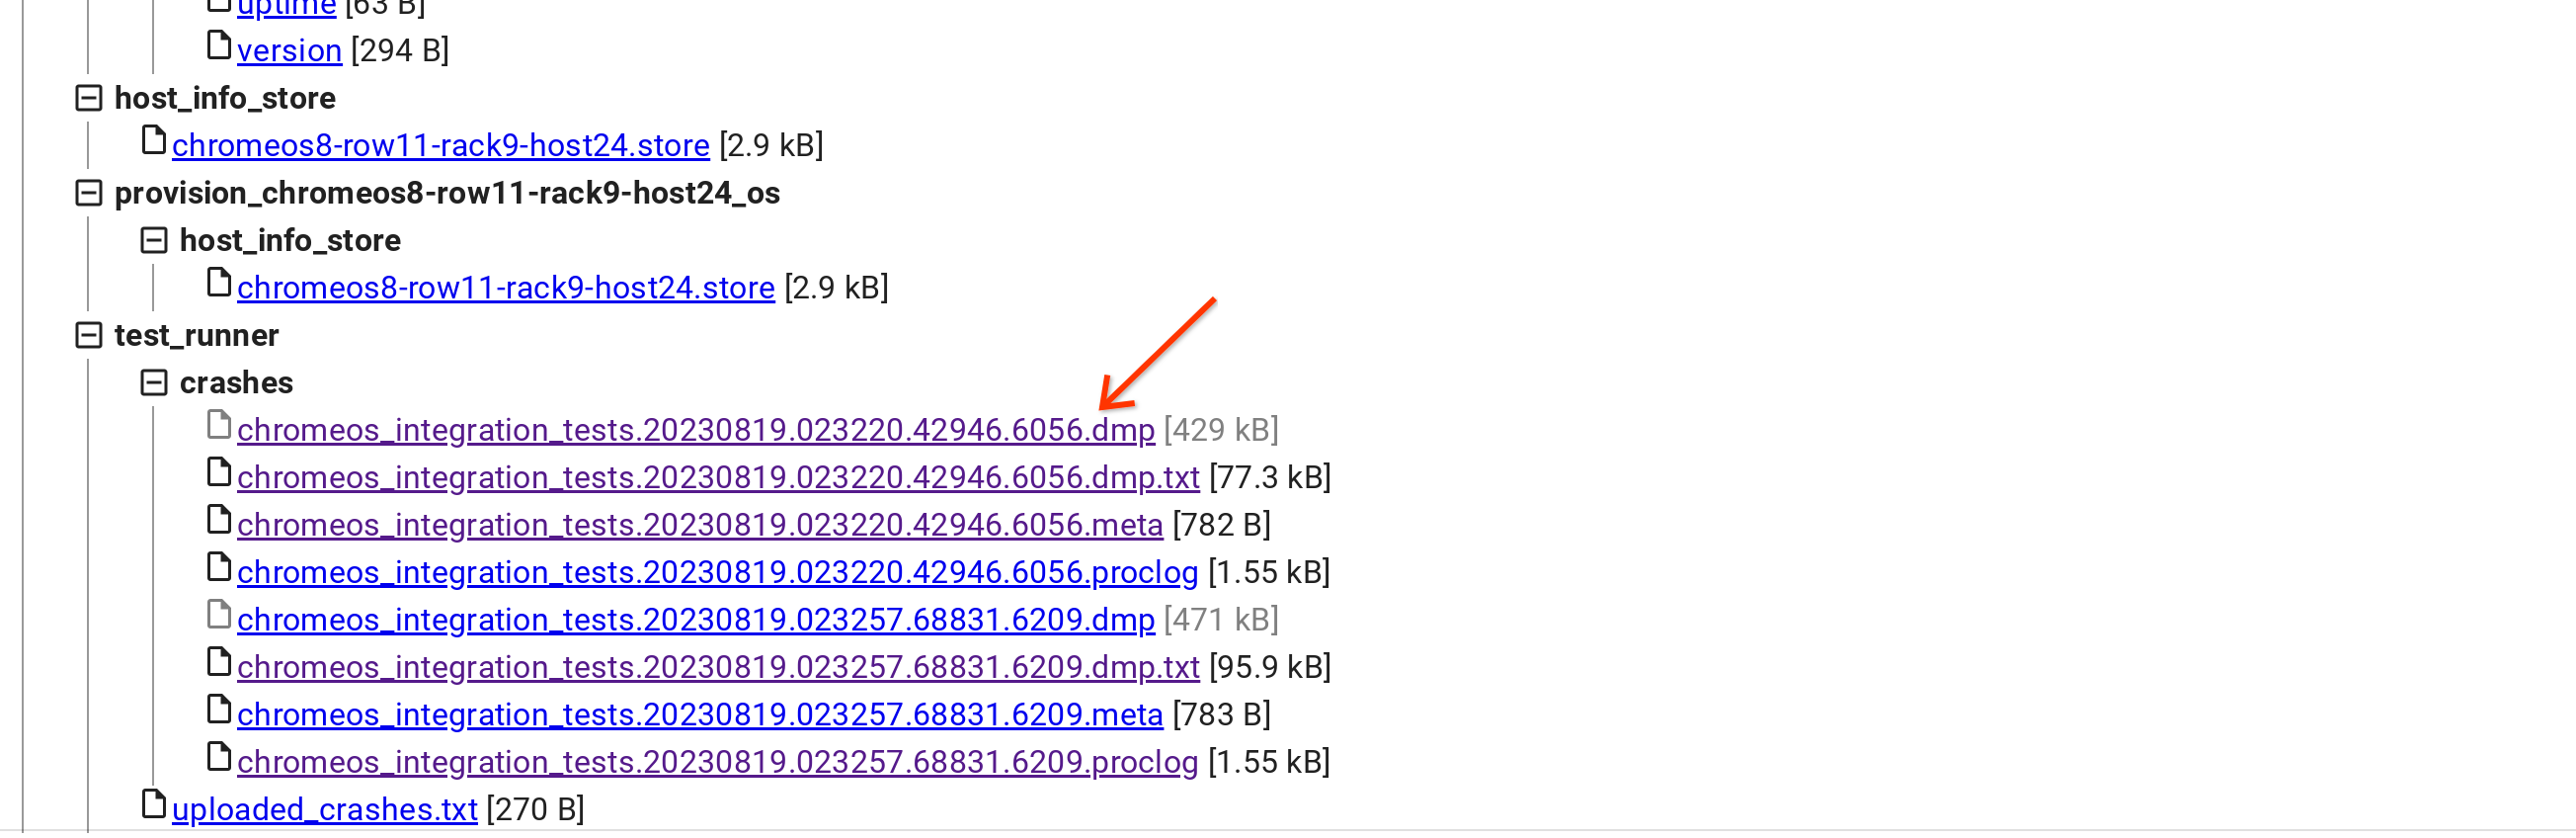 uptime [63 B]
version [294 B]
host_info_store
chromeos8-row11-rack9-host24.store [2.9 kB]
provision_chromeos8-row11-rack9-host24_os
host_info_store
chromeos8-row11-rack9-host24.store [2.9 kB]
test_runner
crashes
chromeos_integration_tests.20230819.023220.42946.6056.dmp [429 kB]
chromeos_integration_tests.20230819.023220.42946.6056.dmp.txt [77.3 kB]
chromeos_integration_tests.20230819.023220.42946.6056.meta [782 B]
chromeos_integration_tests.20230819.023220.42946.6056.proclog [1.55 kB]
chromeos_integration_tests.20230819.023257.68831.6209.dmp [471 kB]
chromeos_integration_tests.20230819.023257.68831.6209.dmp.txt [95.9 kB]
chromeos_integration_tests.20230819.023257.68831.6209.meta [783 B]
chromeos_integration_tests.20230819.023257.68831.6209.proclog [1.55 kB]
uploaded_crashes.txt [270 B]